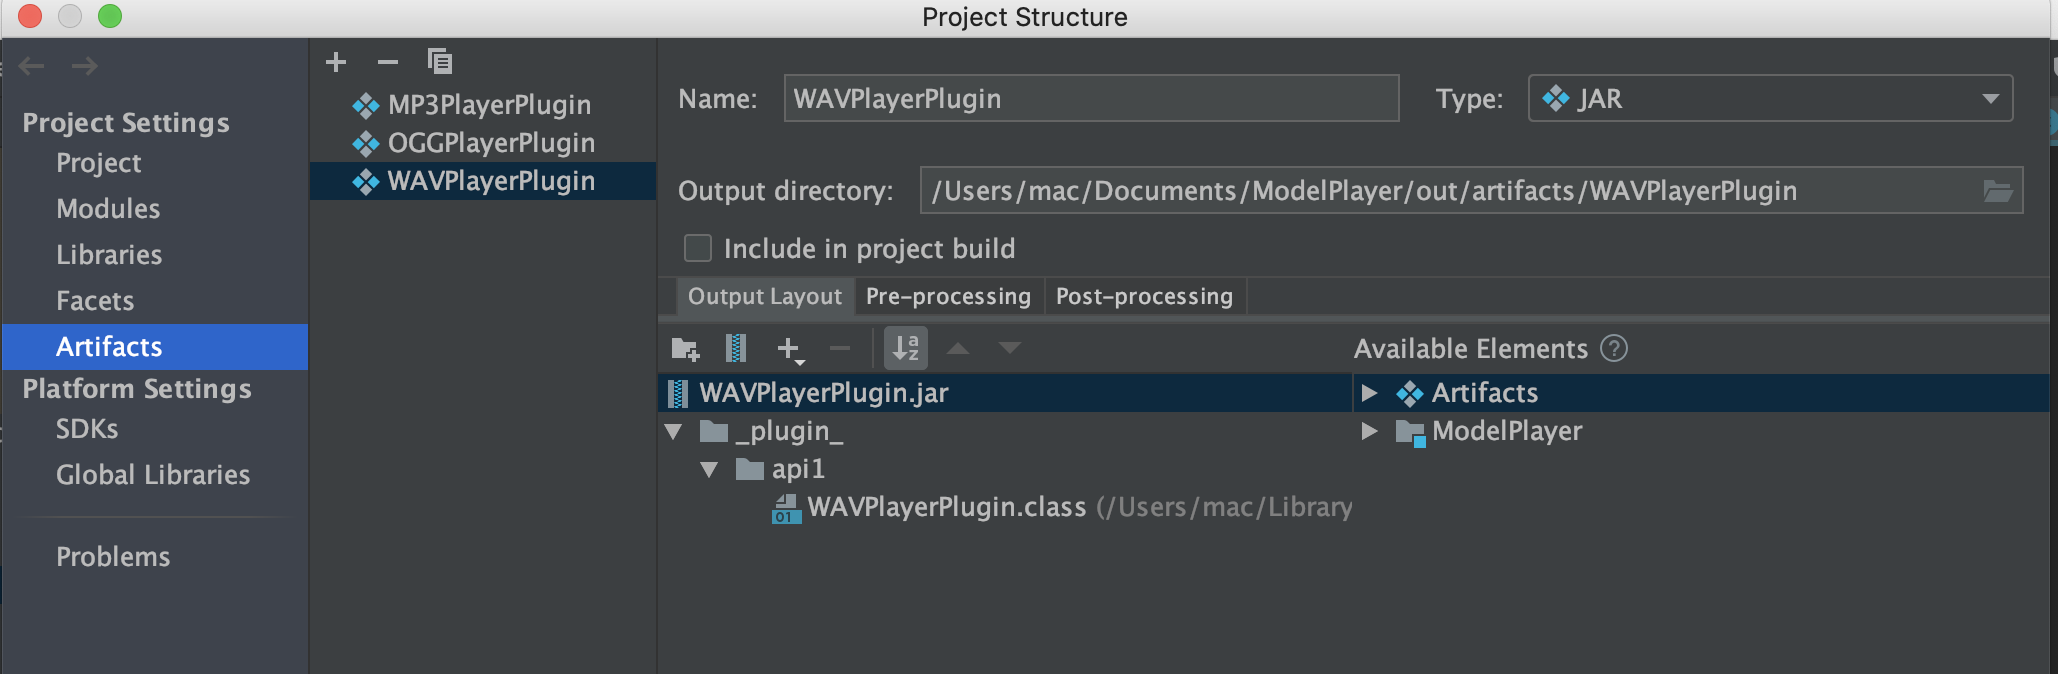 Project Structure
Project Settings
Project
Modules
Libraries
Facets
Artifacts
Platform Settings
SDKs
Global Libraries
Problems
MP3PlayerPlugin
OGGPlayerPlugin
WAVPlayerPlugin
Name: WAVPlayerPlugin Type: JAR
Output directory: /Users/mac/Documents/ModelPlayer/out/artifacts/WAVPlayerPlugin
Include in project build
Output Layout Pre-processing Post-processing
Available Elements ?
WAVPlayerPlugin.jar
_plugin_
api1
WAVPlayerPlugin.class (/Users/mac/Library
Artifacts
ModelPlayer